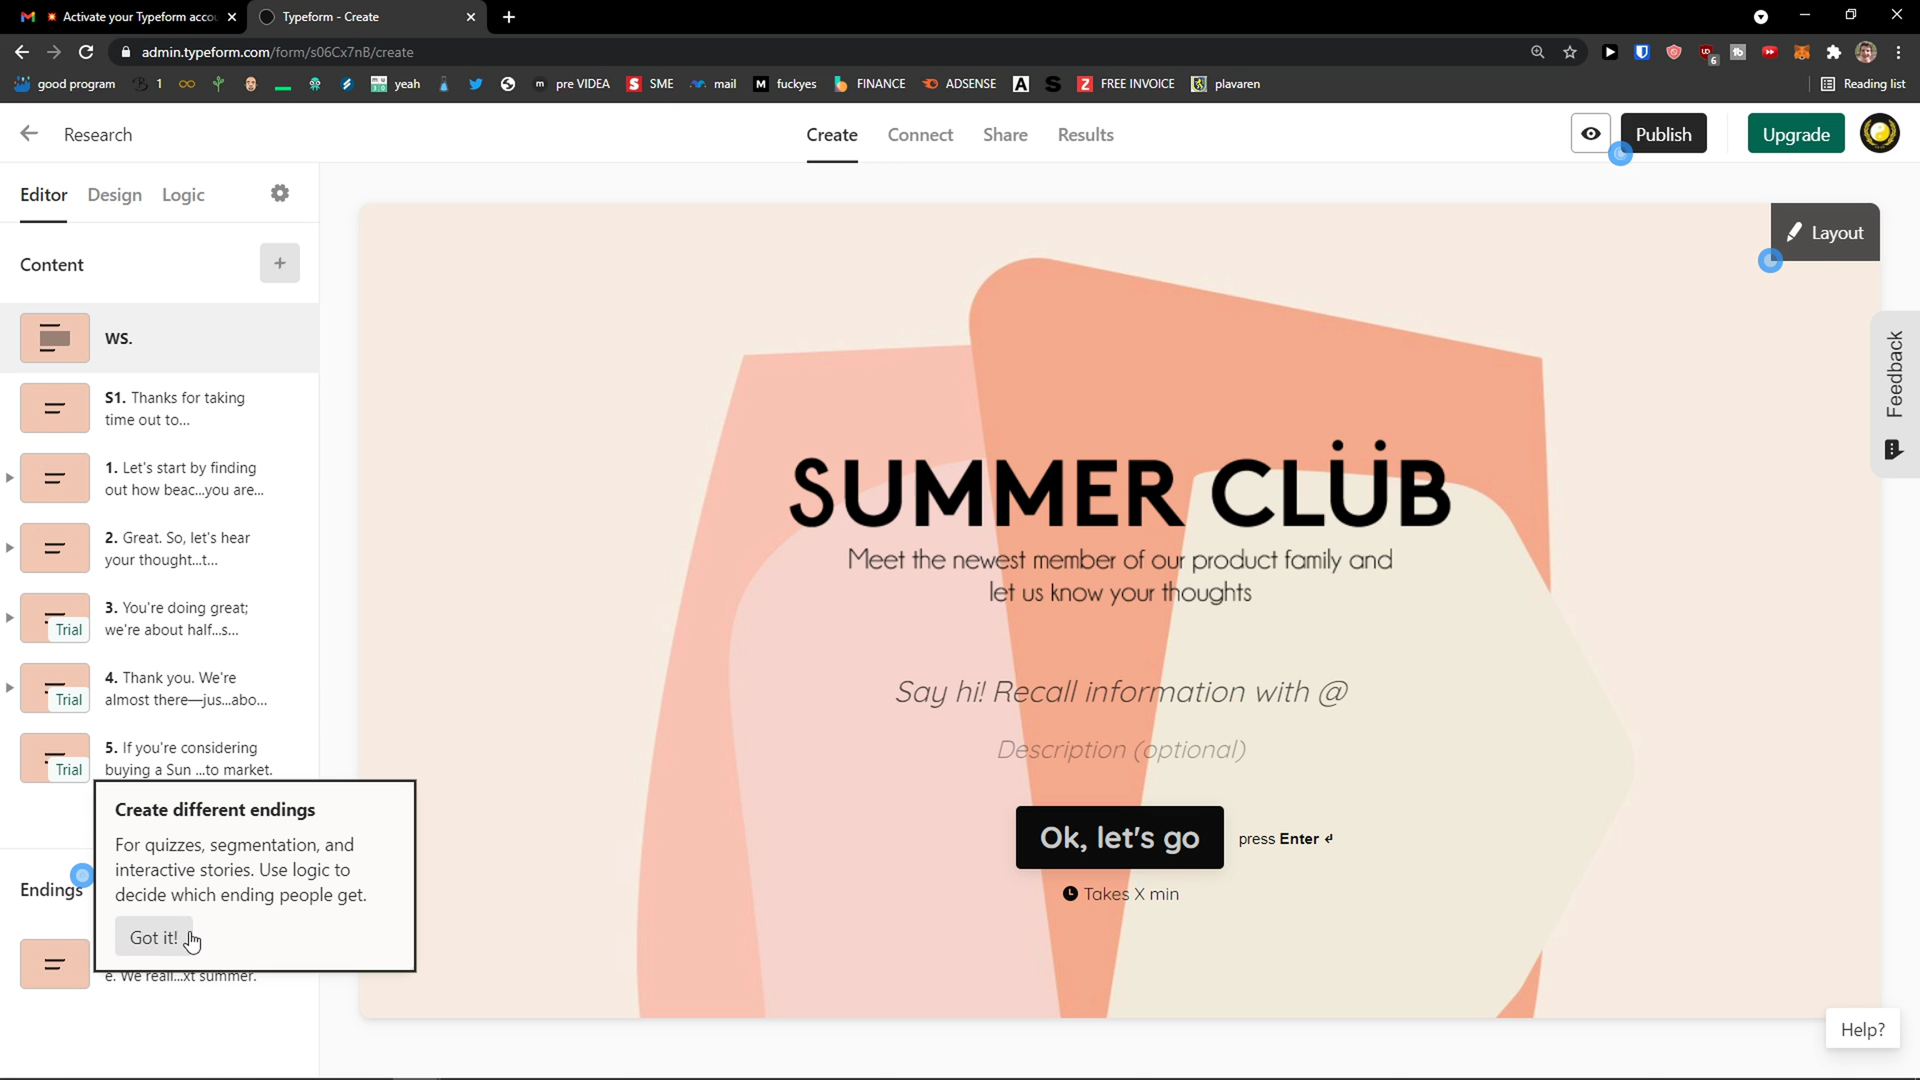 Activate your Typeform accou
Typeform - Create
admin.typeform.com/form/s06Cx7nB/create
6
good program
1
yeah
pre VIDEA
SME
mail
fuckyes
FINANCE
ADSENSE
FREE INVOICE
plavaren
Reading list
Research
Create
Connect
Share
Results
Publish
Upgrade
Editor
Design
Logic
Layout
Content
+
WS.
S1. Thanks for taking
time out to...
1. Let's start by finding
out how beac...you are...
2. Great. So, let's hear
your thought...t...
3. You're doing great;
we're about half...s...
Trial
4. Thank you. We're
almost there—jus...abo...
Trial
5. If you're considering
buying a Sun ...to market.
Trial
Create different endings
For quizzes, segmentation, and
interactive stories. Use logic to
decide which ending people get.
Got it!
Endings
e. We reall...xt summer.
SUMMER CLÜB
Meet the newest member of our product family and
let us know your thoughts
Say hi! Recall information with @
Description (optional)
Ok, let's go
press Enter ↵
Takes X min
Feedback
Help?